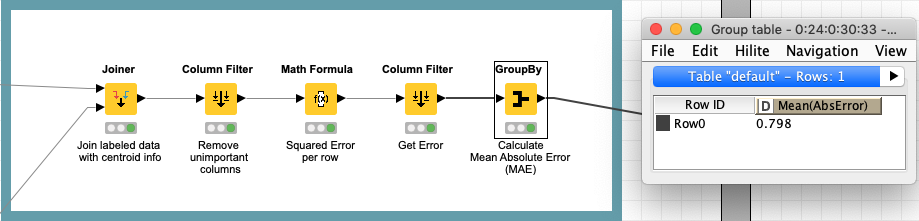 Joiner
Column Filter
Math Formula
Column Filter
GroupBy
f(x)
Join labeled data
with centroid info
Remove
unimportant
columns
Squared Error
per row
Get Error
Calculate
Mean Absolute Error
(MAE)
Group table - 0:24:0:30:33 -...
File Edit Hilite Navigation View
Table "default" - Rows: 1
Row ID D Mean(AbsError)
Row0 0.798